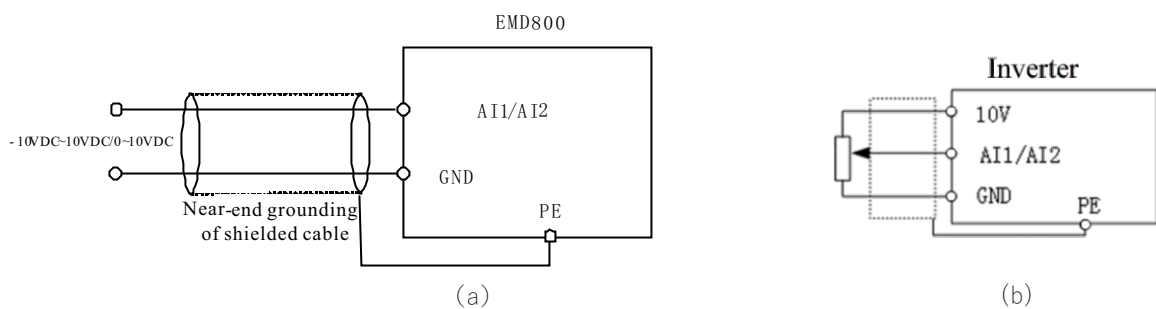 EMD800
AI1/AI2
- 10VDC~10VDC/0~10VDC
GND
Near-end grounding
of shielded cable
PE
(a)
Inverter
10V
AI1/AI2
GND
PE
(b)